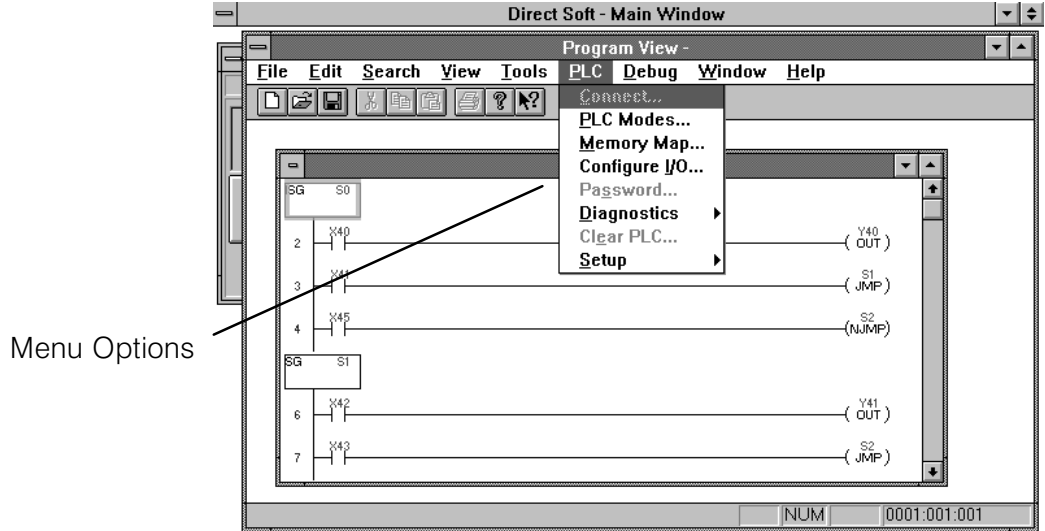 Direct Soft - Main Window
Program View -
File Edit Search View Tools PLC Debug Window Help
Connect...
PLC Modes...
Memory Map...
Configure I/O...
Password...
Diagnostics
Clear PLC...
Setup
SG S0
2 X40 Y40 OUT
3 X41 S1 JMP
4 X45 S2 NJMP
SG S1
6 X42 Y41 OUT
7 X43 S2 JMP
Menu Options
NUM 0001:001:001